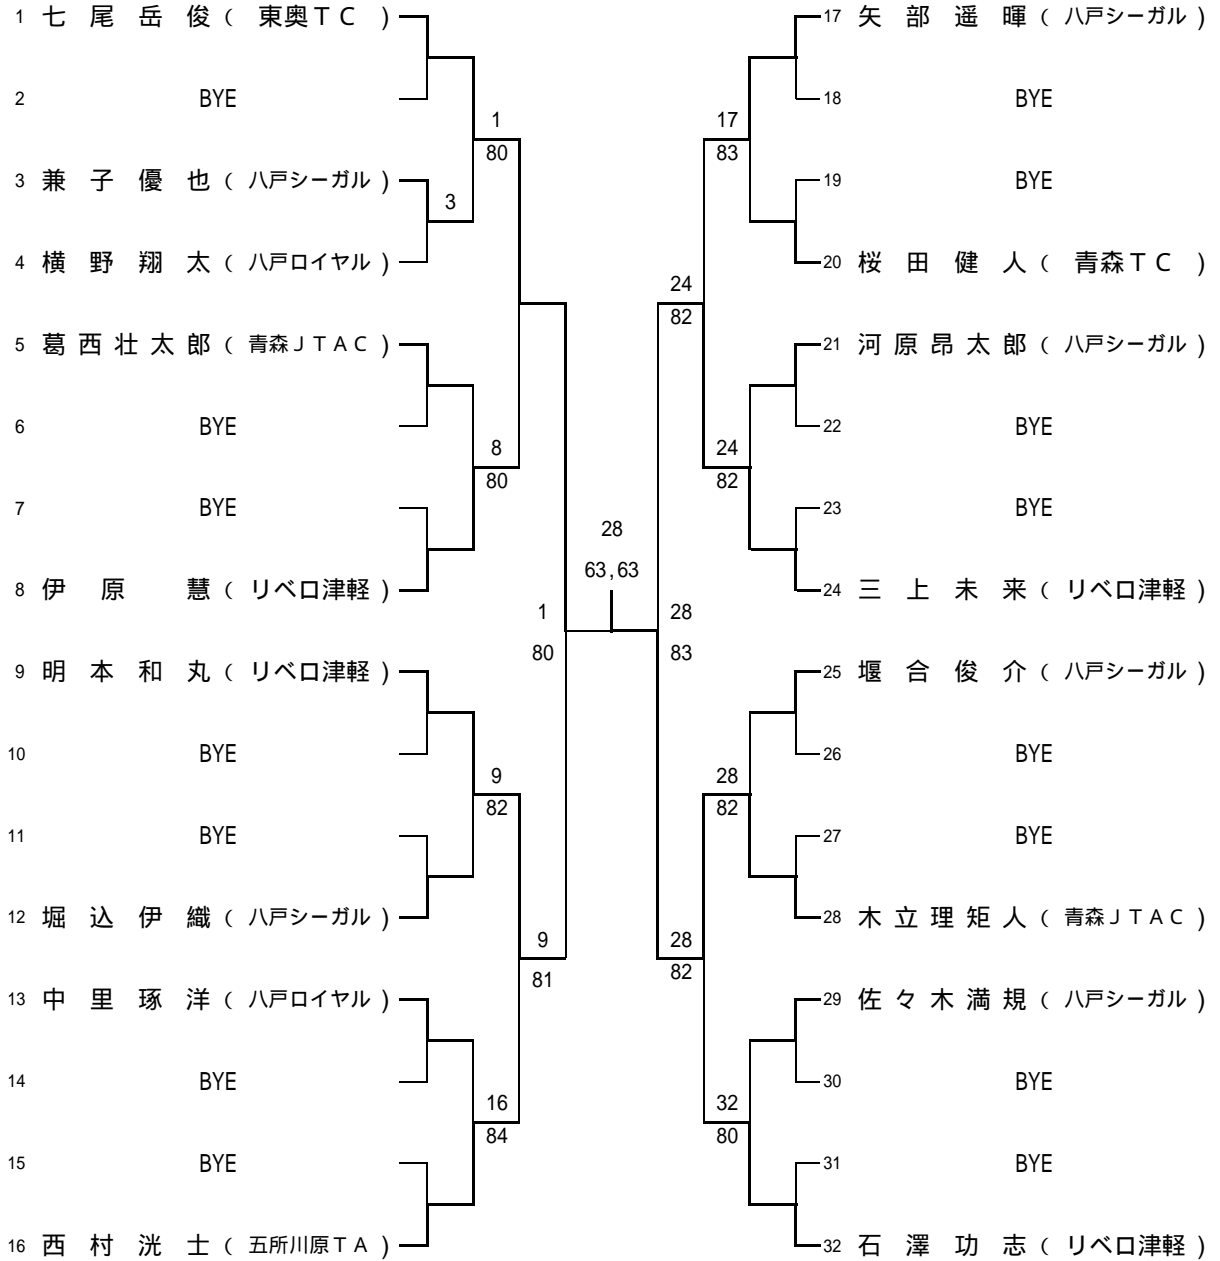 1 七尾岳俊 ( 東奥TC )
2 BYE
1
80
3 兼子優也 ( 八戸シーガル )
3
4 横野翔太 ( 八戸ロイヤル )
5 葛西壮太郎 ( 青森JTAC )
6 BYE
8
80
7 BYE
8 伊原慧 ( リベロ津軽 )
1
80
9 明本和丸 ( リベロ津軽 )
10 BYE
9
82
11 BYE
12 堀込伊織 ( 八戸シーガル )
9
81
13 中里琢洋 ( 八戸ロイヤル )
14 BYE
16
84
15 BYE
16 西村洸士 ( 五所川原TA )
28
63,63
17 矢部遥暉 ( 八戸シーガル )
18 BYE
17
83
19 BYE
20 桜田健人 ( 青森TC )
24
82
21 河原昂太郎 ( 八戸シーガル )
22 BYE
24
82
23 BYE
24 三上未来 ( リベロ津軽 )
28
83
25 堰合俊介 ( 八戸シーガル )
26 BYE
28
82
27 BYE
28 木立理矩人 ( 青森JTAC )
28
82
29 佐々木満規 ( 八戸シーガル )
30 BYE
32
80
31 BYE
32 石澤功志 ( リベロ津軽 )